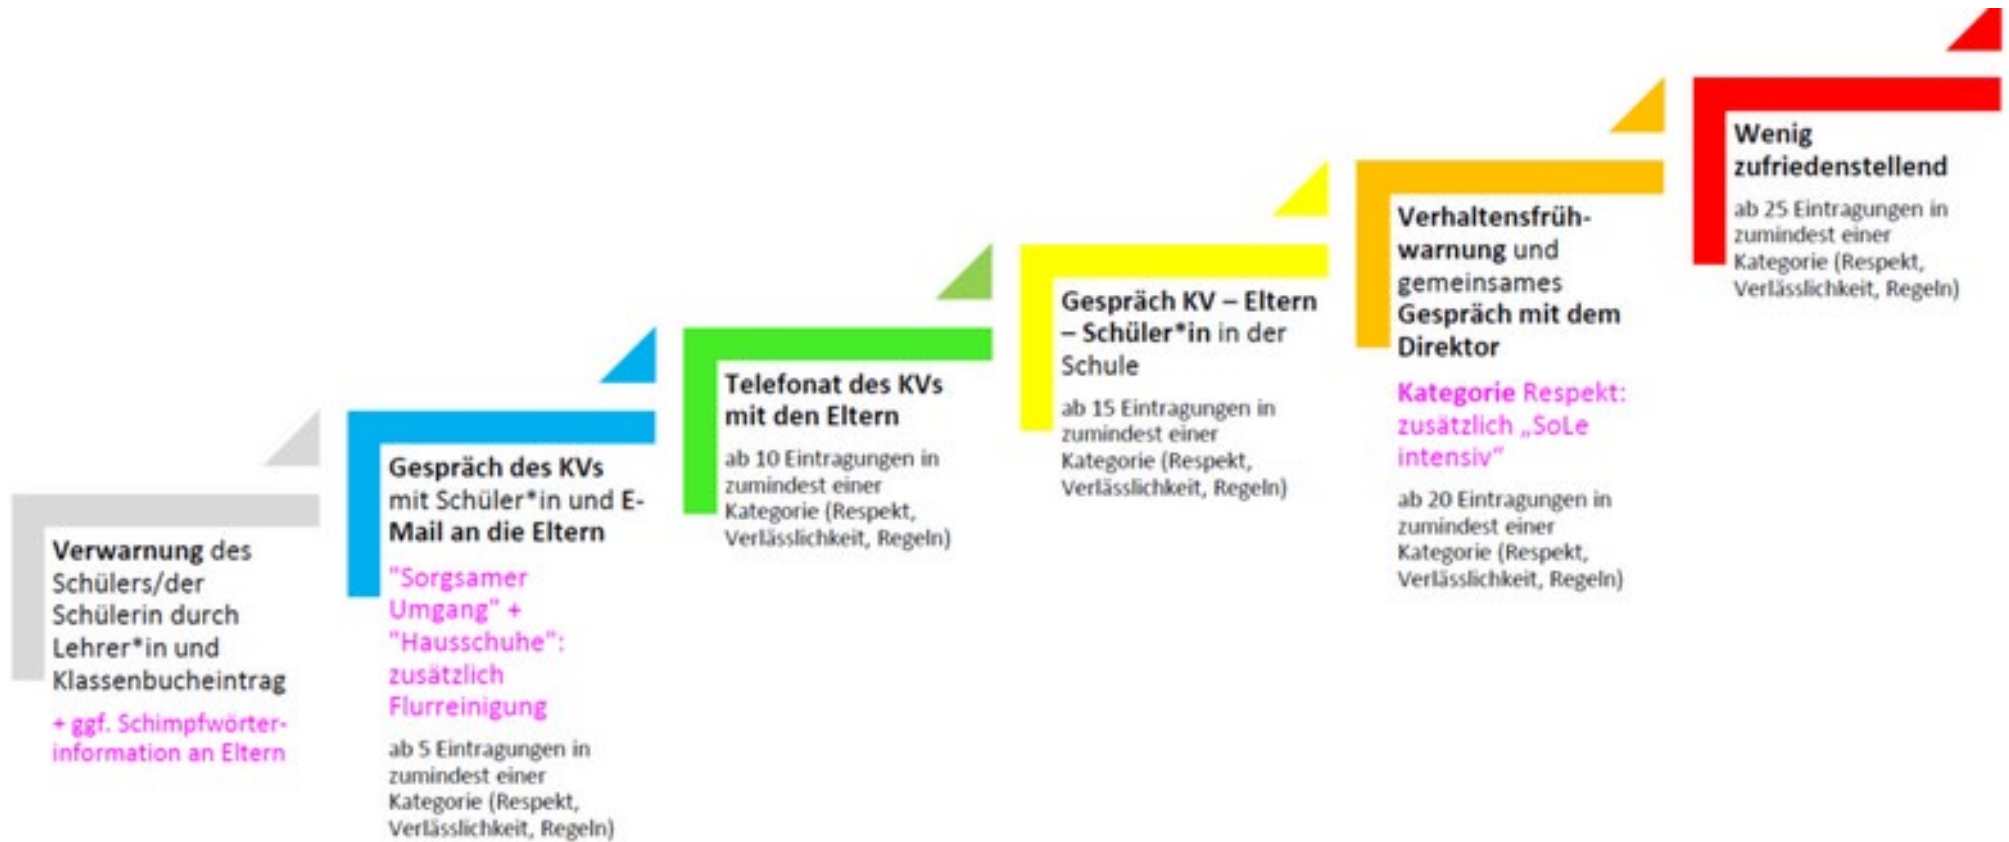 Verwarnung des
Schülers/der
Schülerin durch
Lehrer*in und
Klassenbucheintrag
+ ggf. Schimpfwörter-
information an Eltern
Gespräch des KVs
mit Schüler*in und E-
Mail an die Eltern
"Sorgsamer
Umgang" +
"Hausschuhe":
zusätzlich
Flurreinigung
ab 5 Eintragungen in
zumindest einer
Kategorie (Respekt,
Verlässlichkeit, Regeln)
Telefonat des KVs
mit den Eltern
ab 10 Eintragungen in
zumindest einer
Kategorie (Respekt,
Verlässlichkeit, Regeln)
Gespräch KV – Eltern
– Schüler*in in der
Schule
ab 15 Eintragungen in
zumindest einer
Kategorie (Respekt,
Verlässlichkeit, Regeln)
Verhaltensfrüh-
warnung und
gemeinsames
Gespräch mit dem
Direktor
Kategorie Respekt:
zusätzlich „SoLe
intensiv“
ab 20 Eintragungen in
zumindest einer
Kategorie (Respekt,
Verlässlichkeit, Regeln)
Wenig
zufriedenstellend
ab 25 Eintragungen in
zumindest einer
Kategorie (Respekt,
Verlässlichkeit, Regeln)